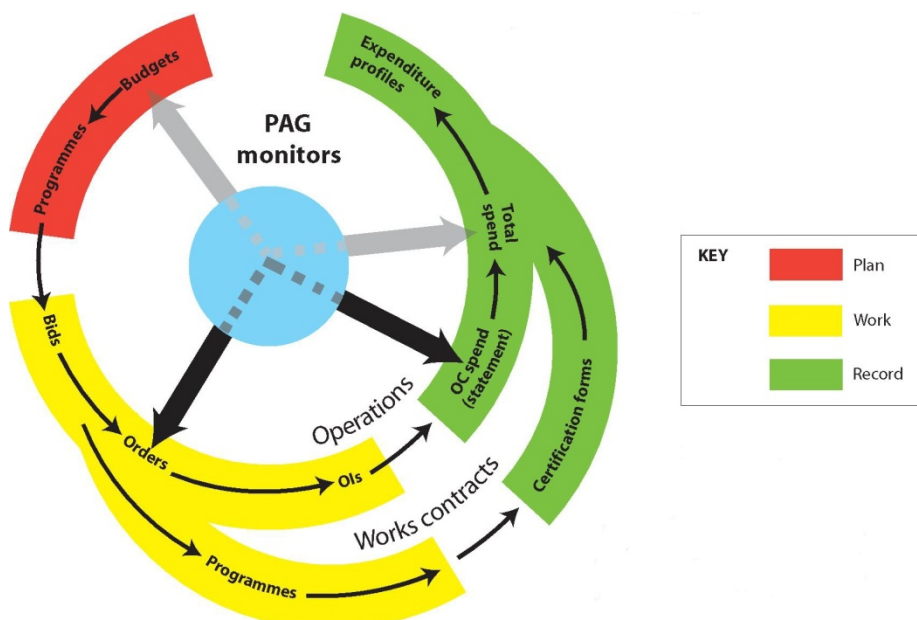 Budgets
Programmes
PAG
monitors
Expenditure
profiles
Total
spend
OC spend
(statement)
Certification forms
Bids
Orders
OIs
Programmes
Operations
Works contracts
KEY
Plan
Work
Record